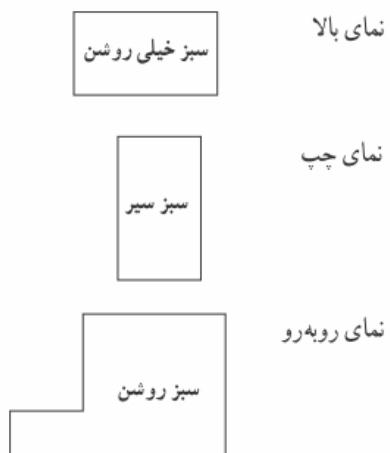 نمای بالا
سبز خیلی روشن
نمای چپ
سبز سیر
نمای روبه‌رو
سبز روشن